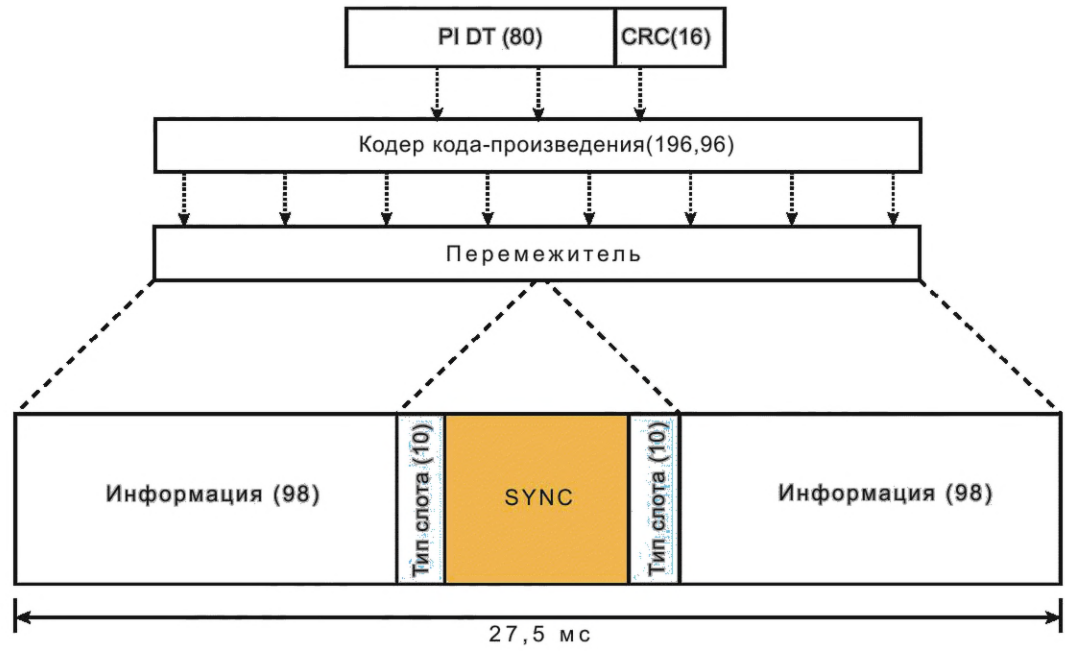 PI DT (80)
CRC(16)
Кодер кода-произведения(196,96)
Перемежитель
Информация (98)
Тип слота (10)
SYNC
Тип слота (10)
Информация (98)
27,5 мс